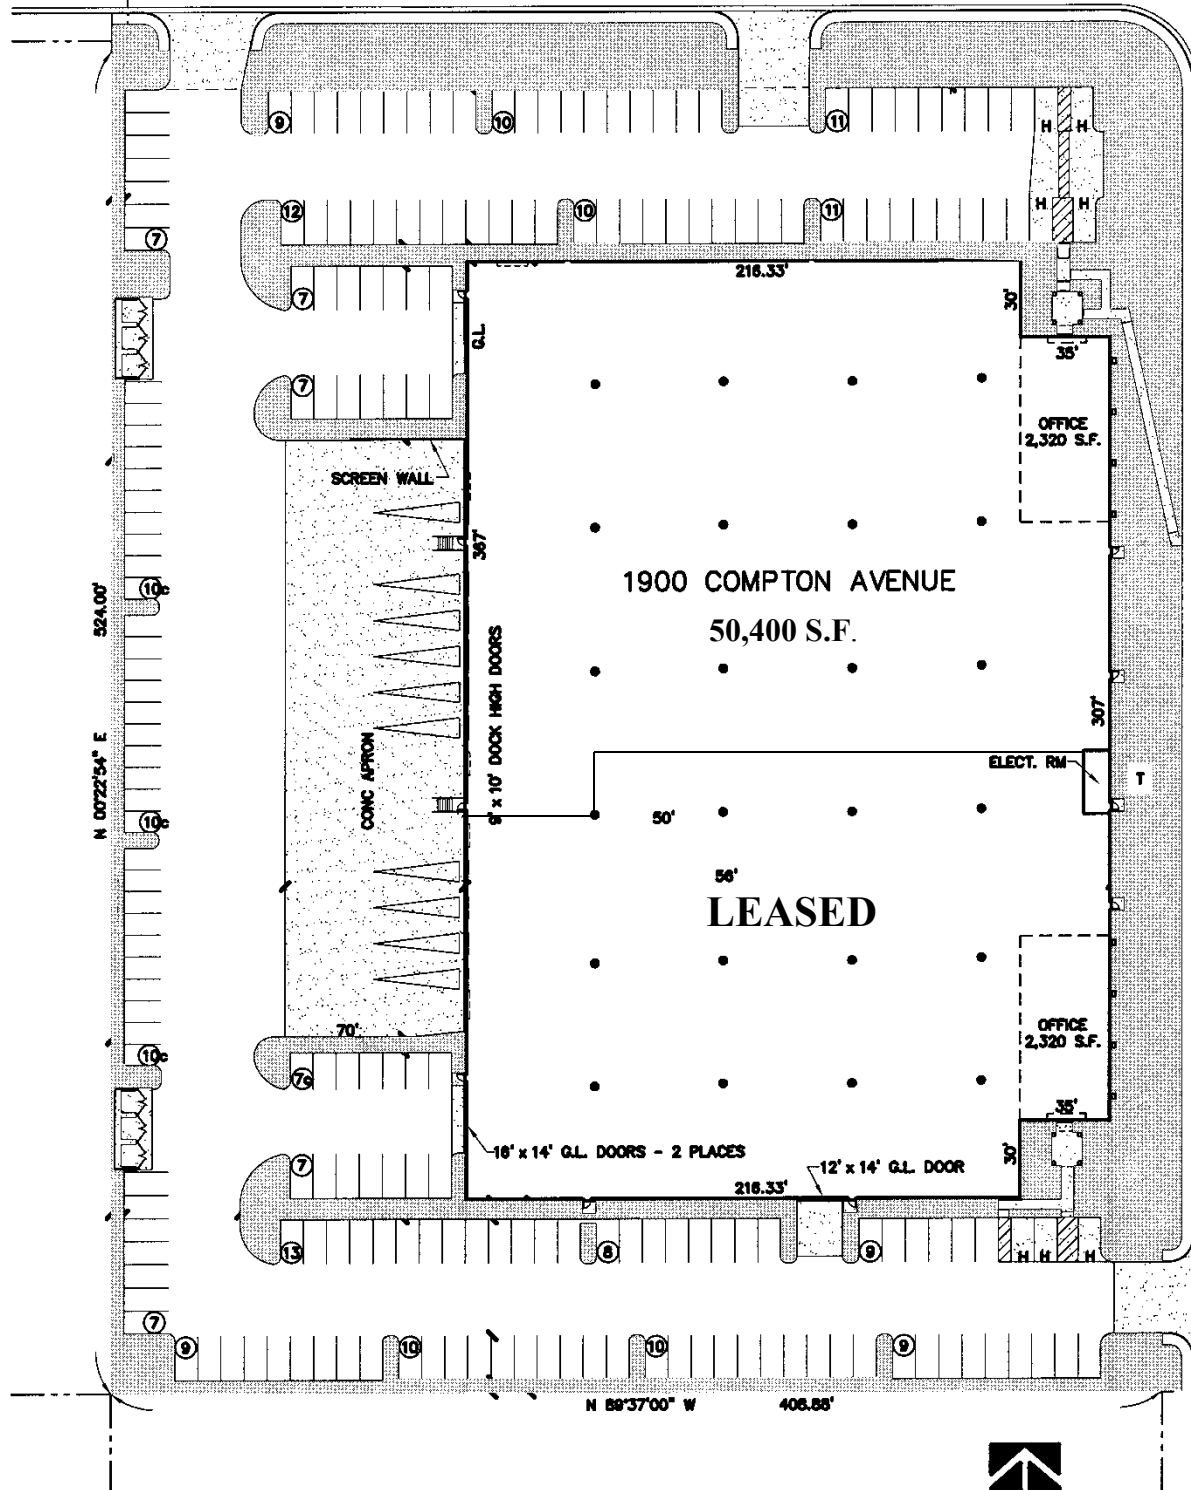 9
10
11
H H
12
10
11
H H
7
216.33'
7
30'
G.L.
35'
7
OFFICE
2,320 S.F.
SCREEN WALL
367'
1900 COMPTON AVENUE
10c
524.00'
50,400 S.F.
9' x 10' DOCK HIGH DOORS
307'
N 00°22'54" E
CONC APRON
ELECT. RM
T
10c
50'
56'
LEASED
70'
OFFICE
2,320 S.F.
10c
7c
35'
16' x 14' G.L. DOORS - 2 PLACES
30'
7
12' x 14' G.L. DOOR
216.33'
13
8
9
H H H
7
9
10
10
9
N 89°37'00" W 406.88'